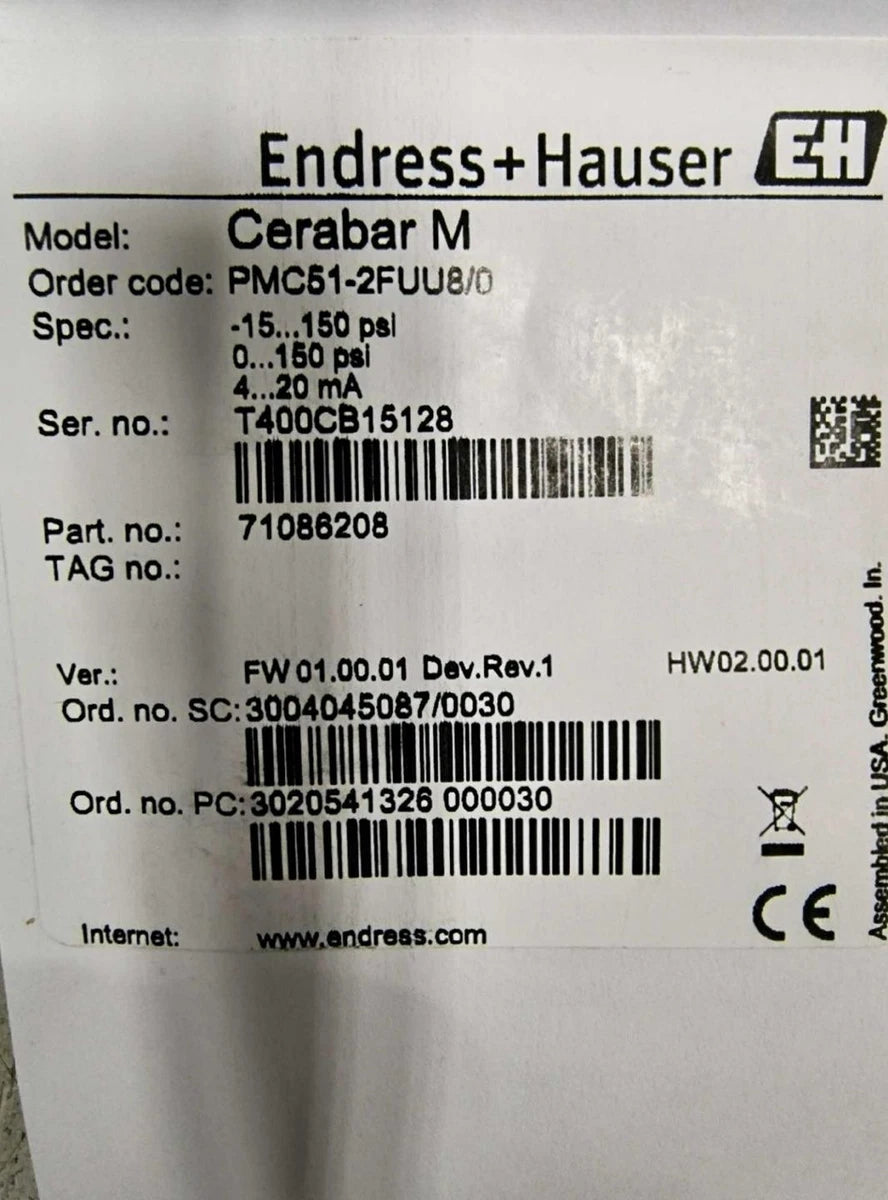 Endress+Hauser EH
Model: Cerabar M
Order code: PMC51-2FUU8/0
Spec.: -15...150 psi
0...150 psi
4...20 mA
Ser. no.: T400CB15128
Part. no.: 71086208
TAG no.:
Ver.: FW 01.00.01 Dev.Rev.1 HW02.00.01
Ord. no. SC: 3004045087/0030
Ord. no. PC: 3020541326 000030
Internet: www.endress.com
CE
Assembled in USA, Greenwood. In.